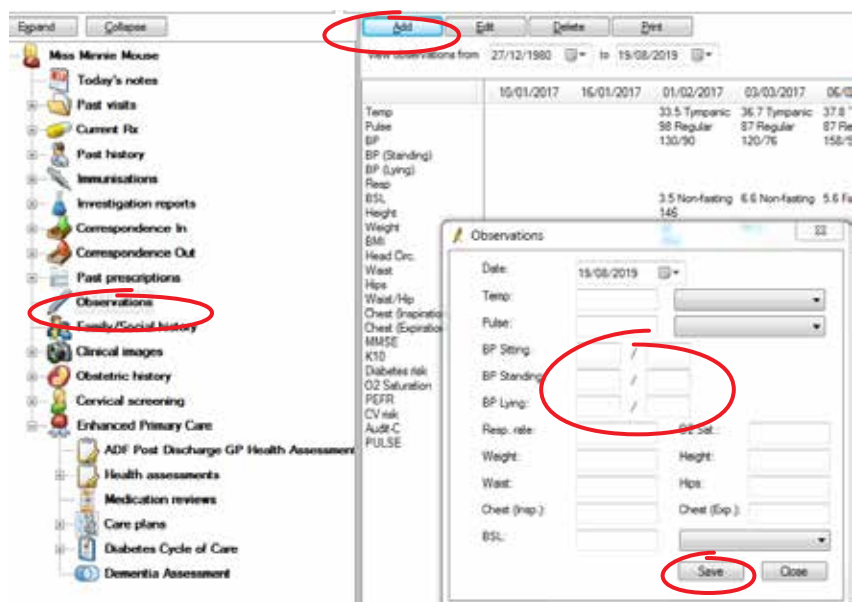 Expand Collapse
Miss Minnie Mouse
Today's notes
Past visits
Current Rx
Past history
Immunisations
Investigation reports
Correspondence In
Correspondence Out
Past prescriptions
Observations
Family/Social history
Clinical images
Obstetric history
Cervical screening
Enhanced Primary Care
ADF Post Discharge GP Health Assessment
Health assessments
Medication reviews
Care plans
Diabetes Cycle of Care
Dementia Assessment
Add Edit Delete Print
View observations from 27/12/1980 to 19/08/2019
10/01/2017 16/01/2017 01/02/2017 03/03/2017
Temp 33.5 Tympanic 36.7 Tympanic 37.8
Pulse 98 Regular 87 Regular
BP 130/90 120/76
BP (Standing)
BP (Lying)
Resp
BSL 3.5 Non-fasting 6.6 Non-fasting
Height 146
Weight
BMI
Head Circ.
Waist
Hips
Waist/Hip
Chest (Inspiratio
Chest (Expiratio
MMSE
K10
Diabetes risk
O2 Saturation
PEFR
CV risk
Audit-C
PULSE
Observations
Date: 19/08/2019
Temp:
Pulse:
BP Sitting: /
BP Standing: /
BP Lying: /
Resp. rate: O2 Sat.:
Weight: Height:
Waist: Hips:
Chest (Insp.): Chest (Exp.):
BSL:
Save Close